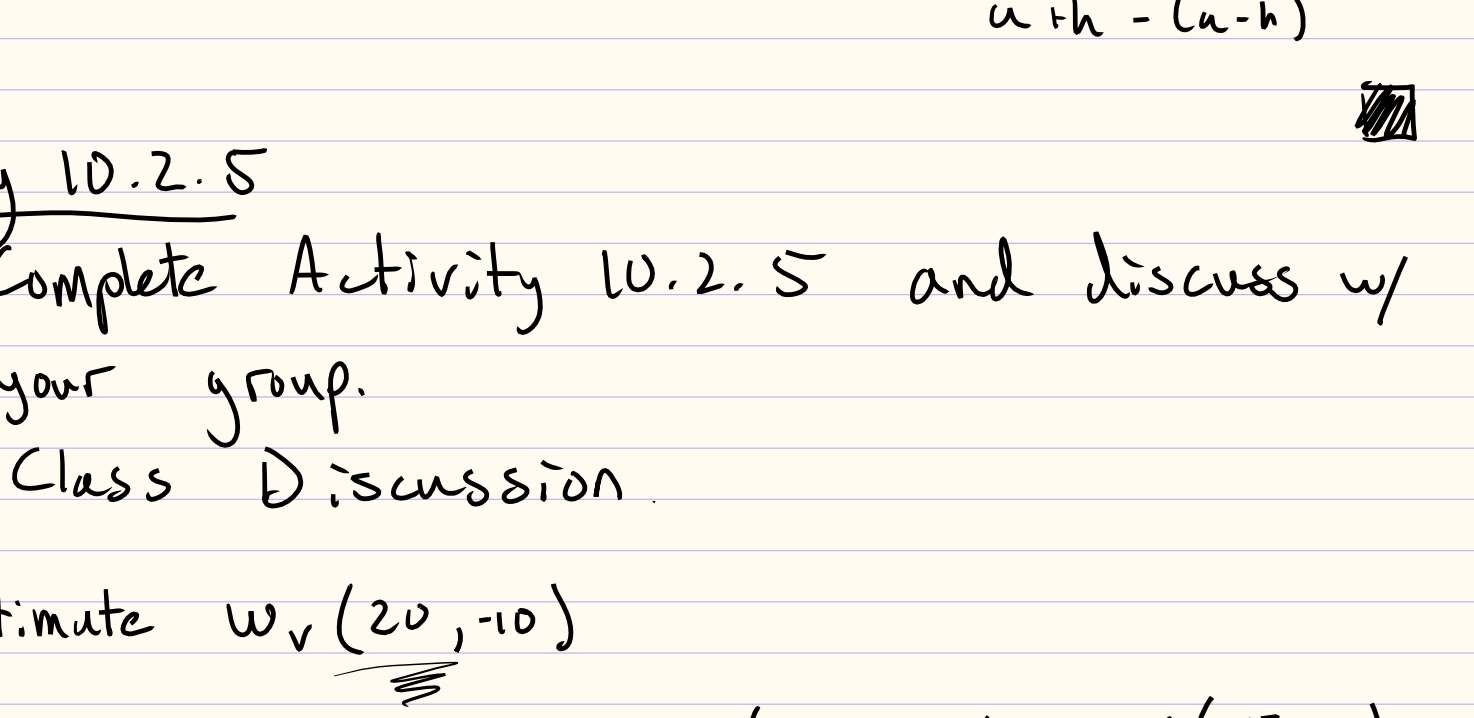 a+h - (a-h)
y 10.2.5
Complete Activity 10.2.5 and discuss w/
your group.
Class Discussion.
timate w_v (20, -10)